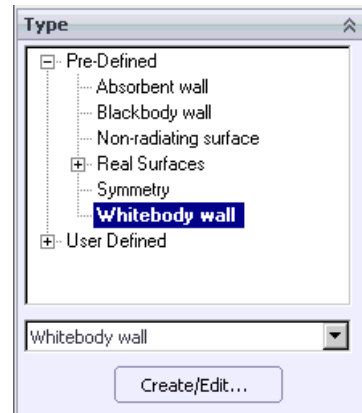 Type
Pre-Defined
Absorbent wall
Blackbody wall
Non-radiating surface
Real Surfaces
Symmetry
Whitebody wall
User Defined
Whitebody wall
Create/Edit...